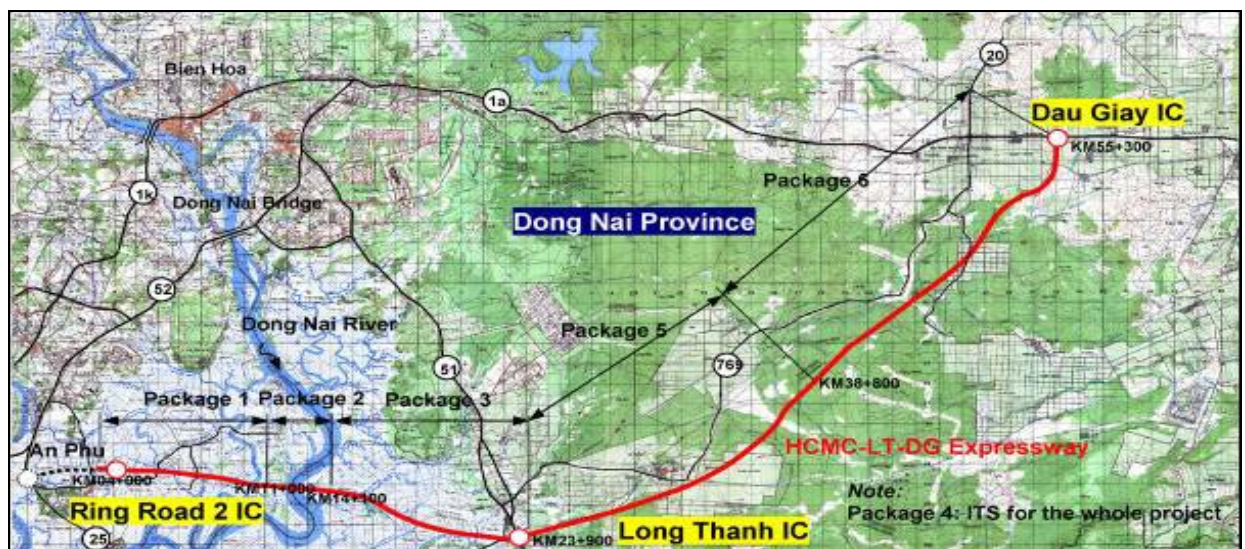 Bien Hoa
1a
20
Dau Giay IC
KM55+300
1k
Package 6
Dong Nai Bridge
Dong Nai Province
52
Dong Nai River
Package 5
51
769
KM38+800
Package 1
Package 2
Package 3
An Phu
HCMC-LT-DG Expressway
KM04+000
KM11+000
KM14+100
Note:
Ring Road 2 IC
Package 4: ITS for the whole project
Long Thanh IC
25
KM23+900